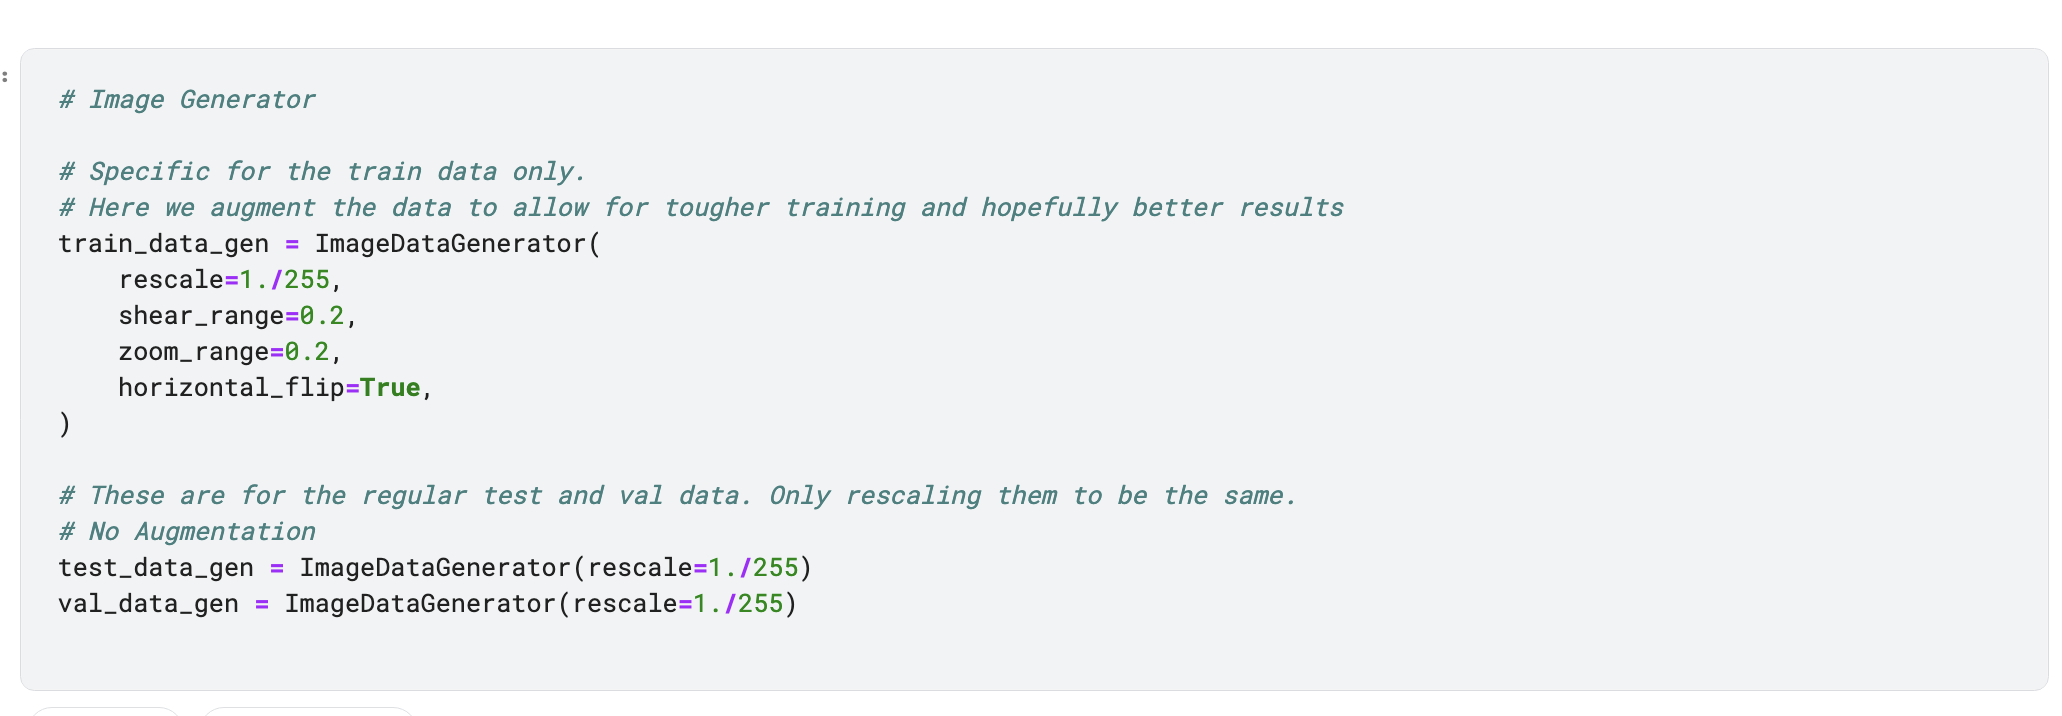 # Image Generator
# Specific for the train data only.
# Here we augment the data to allow for tougher training and hopefully better results
train_data_gen = ImageDataGenerator(
    rescale=1./255,
    shear_range=0.2,
    zoom_range=0.2,
    horizontal_flip=True,
)
# These are for the regular test and val data. Only rescaling them to be the same.
# No Augmentation
test_data_gen = ImageDataGenerator(rescale=1./255)
val_data_gen = ImageDataGenerator(rescale=1./255)